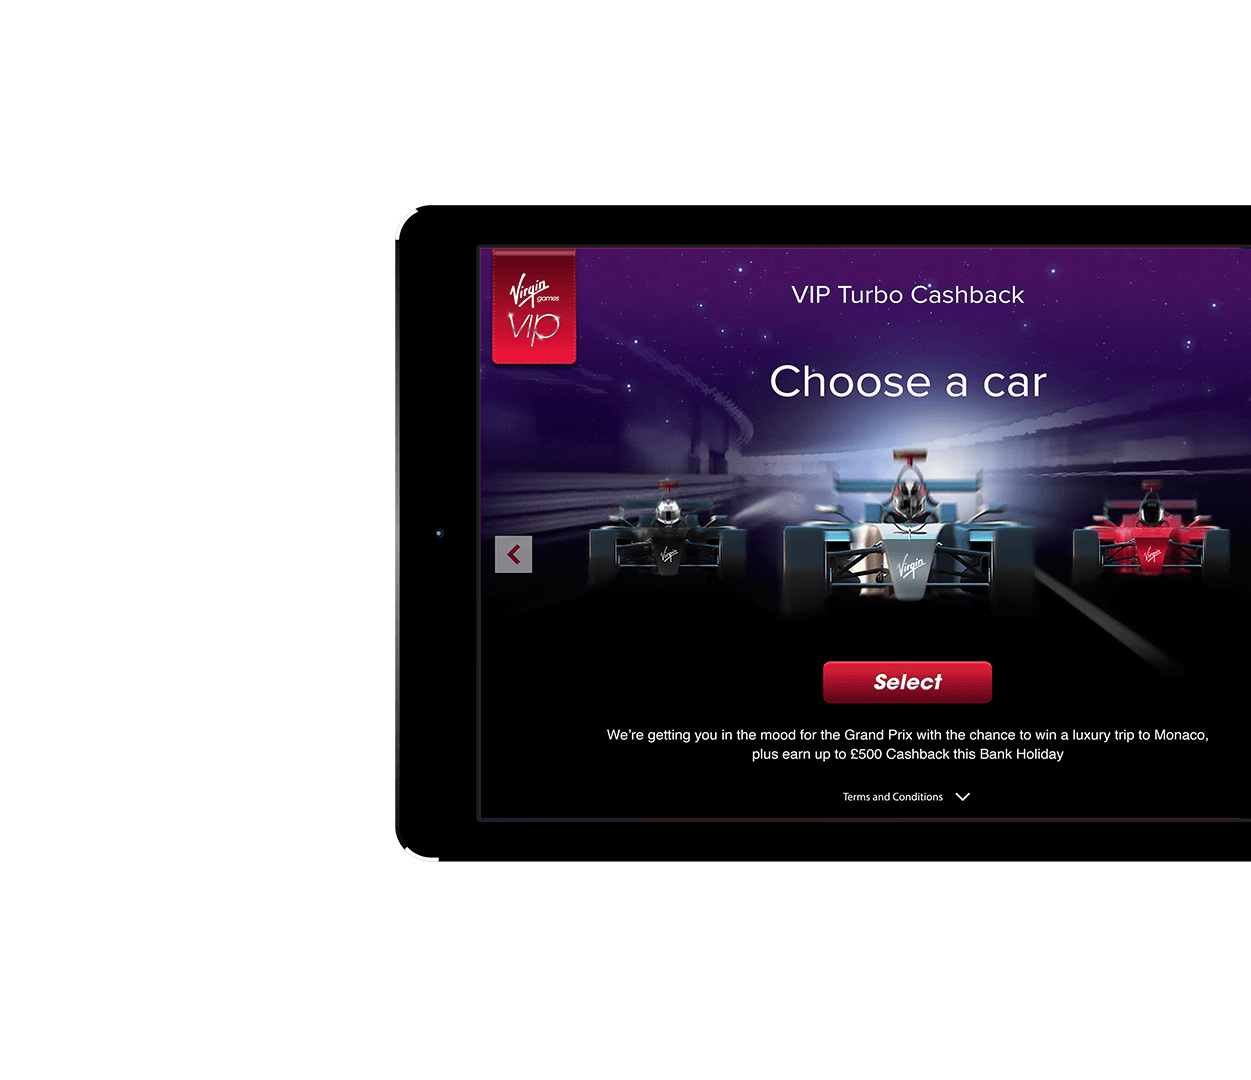 Virgin
games
VIP
VIP Turbo Cashback
Choose a car
Virgin
Virgin
Virgin
Select
We're getting you in the mood for the Grand Prix with the chance to win a luxury trip to Monaco,
plus earn up to £500 Cashback this Bank Holiday
Terms and Conditions